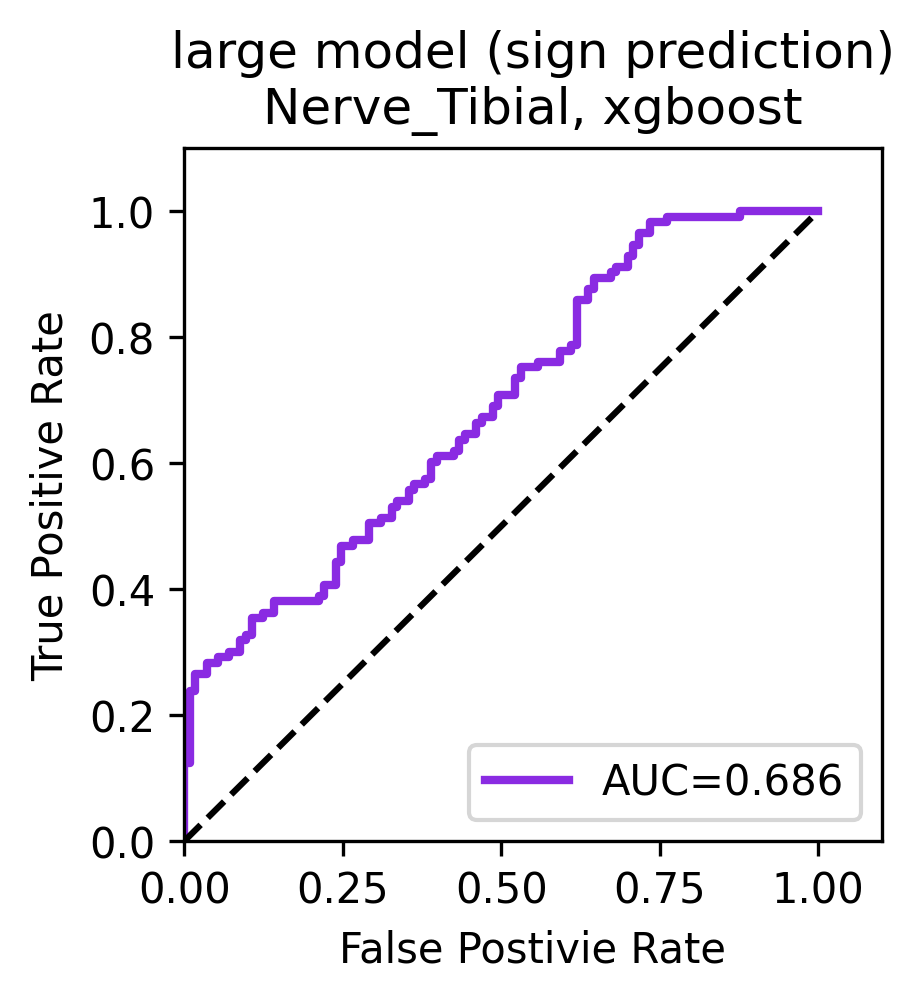 large model (sign prediction)
Nerve_Tibial, xgboost
1.0
0.8
0.6
0.4
0.2
0.0
True Positive Rate
AUC=0.686
0.00 0.25 0.50 0.75 1.00
False Postivie Rate